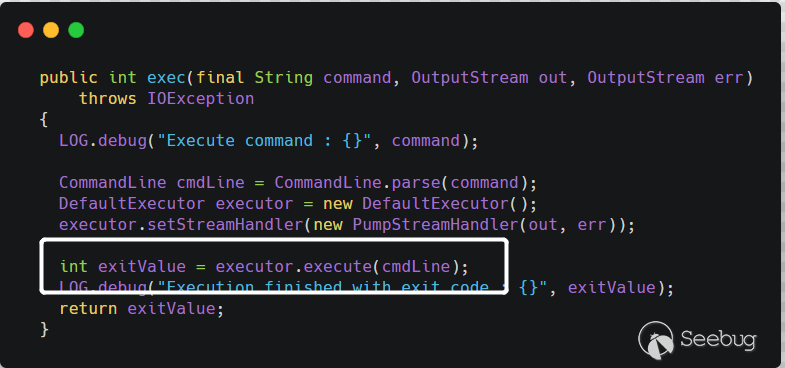 public int exec(final String command, OutputStream out, OutputStream err)
    throws IOException
{
  LOG.debug("Execute command : {}", command);
  CommandLine cmdLine = CommandLine.parse(command);
  DefaultExecutor executor = new DefaultExecutor();
  executor.setStreamHandler(new PumpStreamHandler(out, err));
  int exitValue = executor.execute(cmdLine);
  LOG.debug("Execution finished with exit code : {}", exitValue);
  return exitValue;
}
Seebug